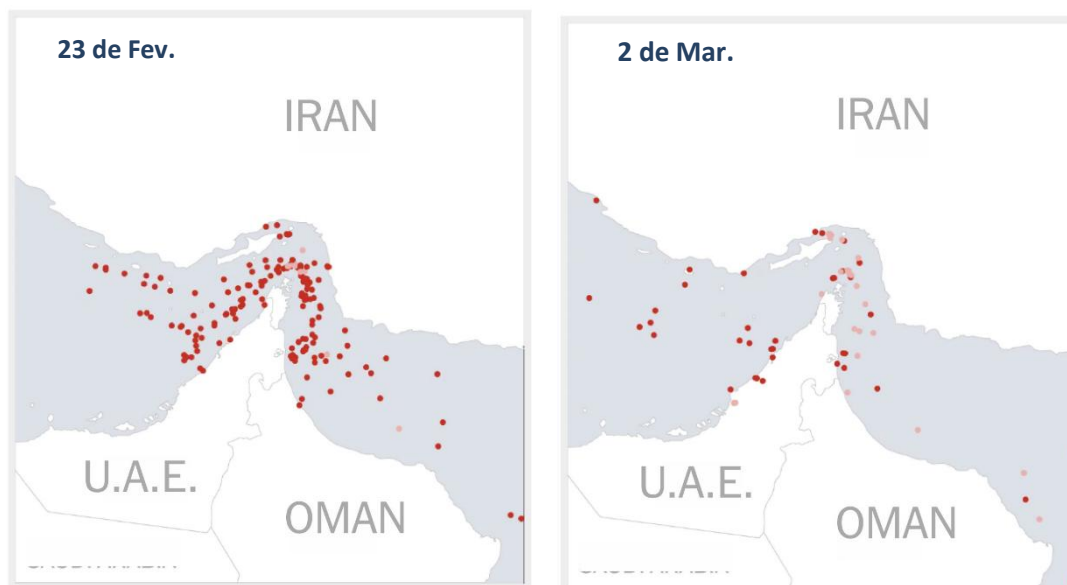 23 de Fev.
IRAN
U.A.E.
OMAN
2 de Mar.
IRAN
U.A.E.
OMAN